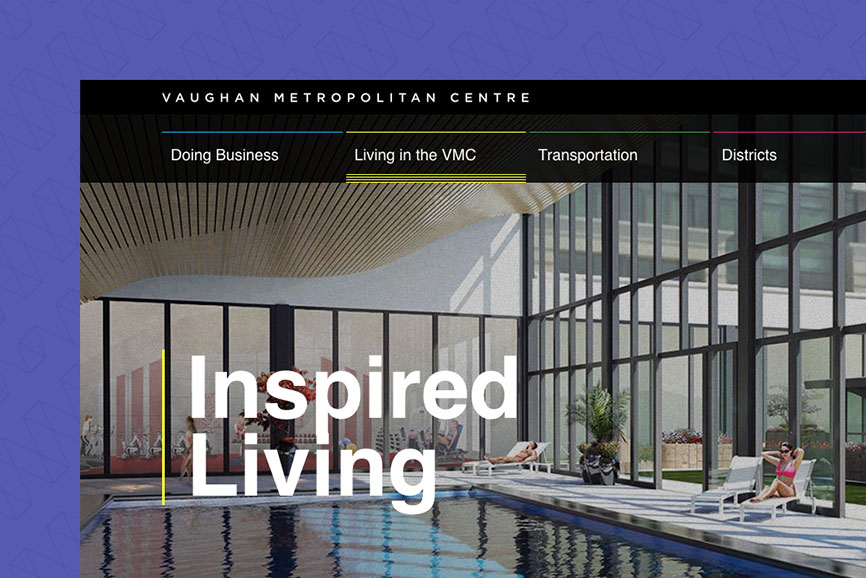 VAUGHAN METROPOLITAN CENTRE
Doing Business
Living in the VMC
Transportation
Districts
Inspired
Living